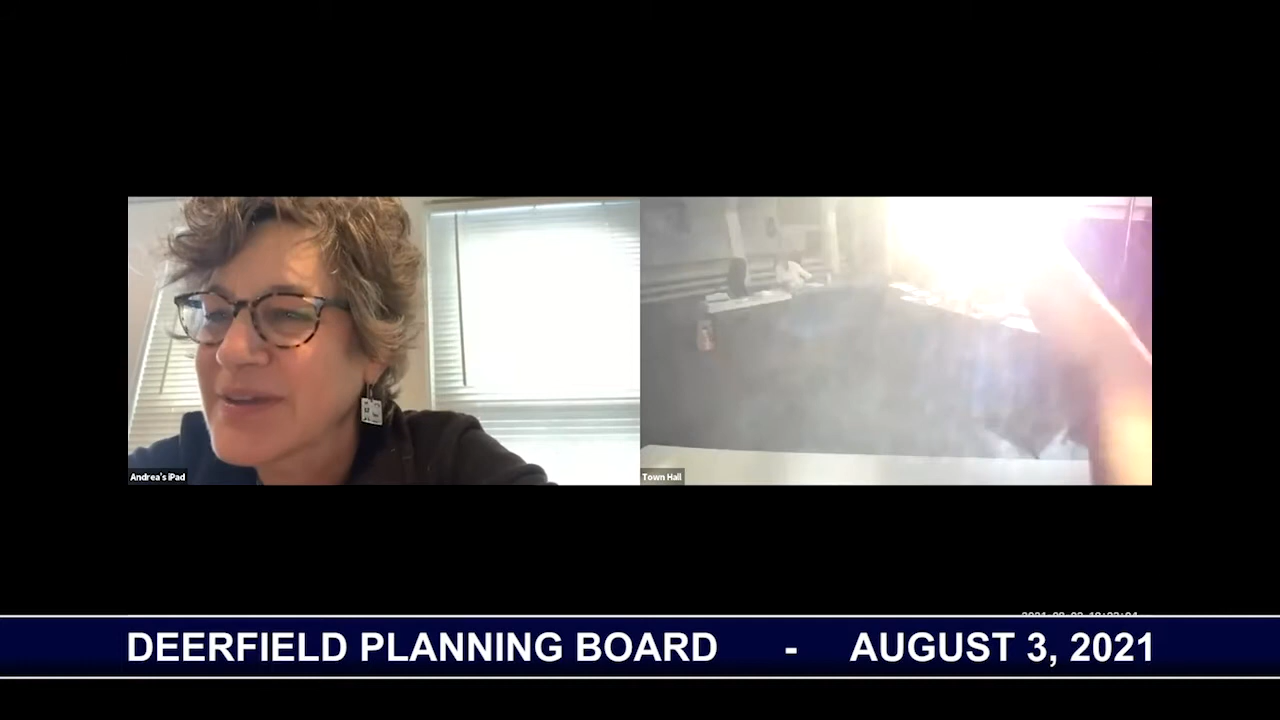 Andrea's iPad
Town Hall
DEERFIELD PLANNING BOARD - AUGUST 3, 2021